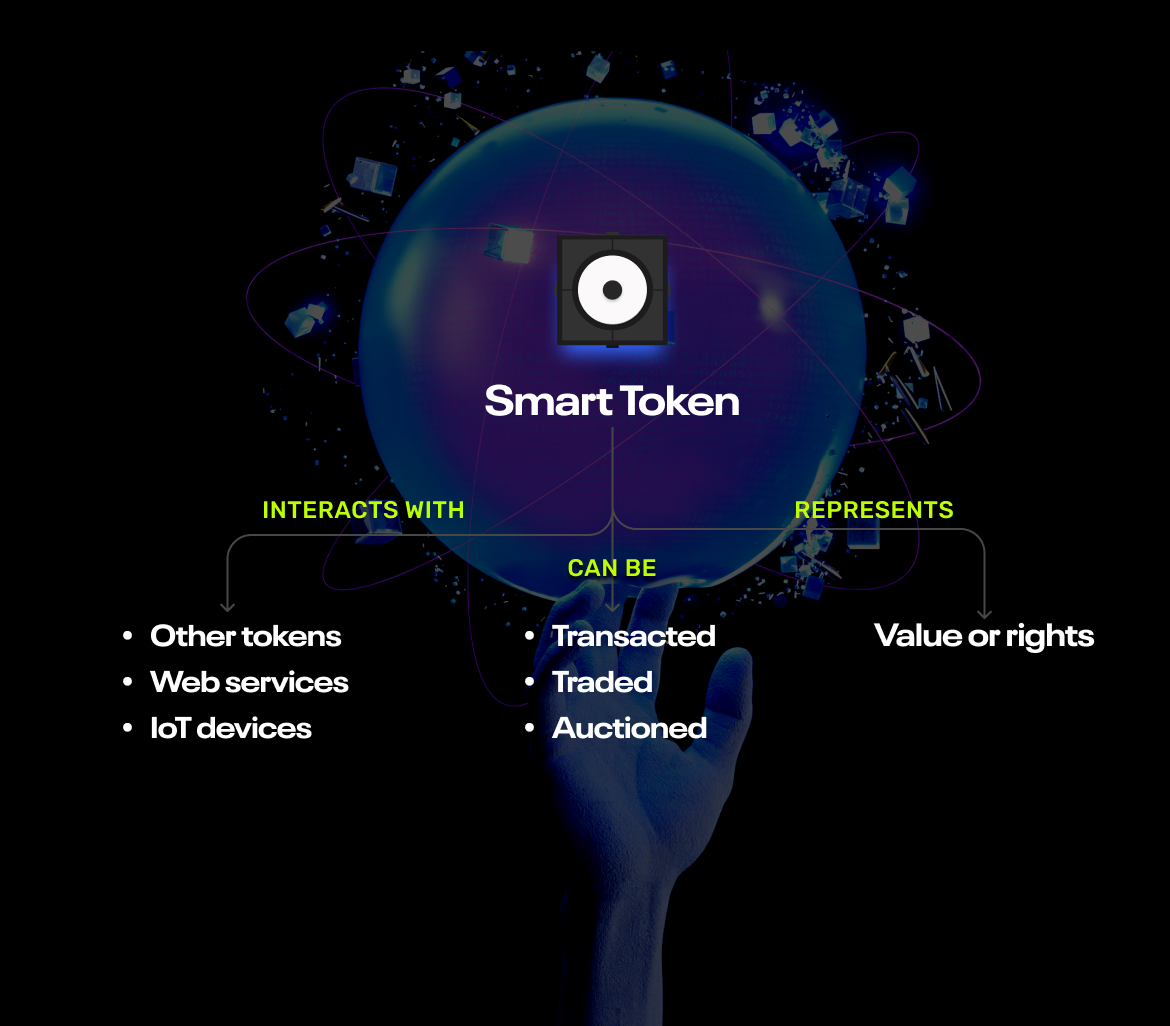 Smart Token
INTERACTS WITH
REPRESENTS
CAN BE
• Other tokens
• Web services
• IoT devices
• Transacted
• Traded
• Auctioned
Value or rights